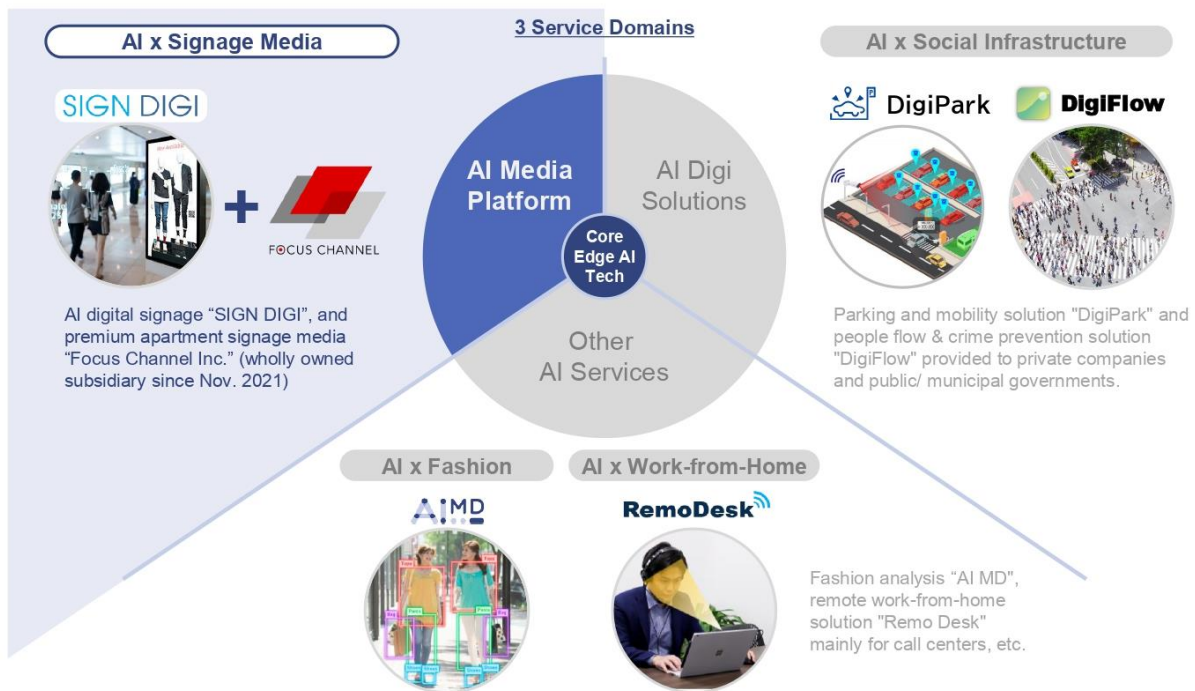 3 Service Domains
AI x Signage Media
SIGN DIGI
+
FOCUS CHANNEL
AI digital signage “SIGN DIGI”, and
premium apartment signage media
“Focus Channel Inc.” (wholly owned
subsidiary since Nov. 2021)
AI Media
Platform
AI Digi
Solutions
Core
Edge AI
Tech
Other
AI Services
AI x Social Infrastructure
P
DigiPark
DigiFlow
Parking and mobility solution "DigiPark" and
people flow & crime prevention solution
"DigiFlow" provided to private companies
and public/ municipal governments.
AI x Fashion
AIMD
AI x Work-from-Home
RemoDesk
Fashion analysis “AI MD",
remote work-from-home
solution "Remo Desk"
mainly for call centers, etc.